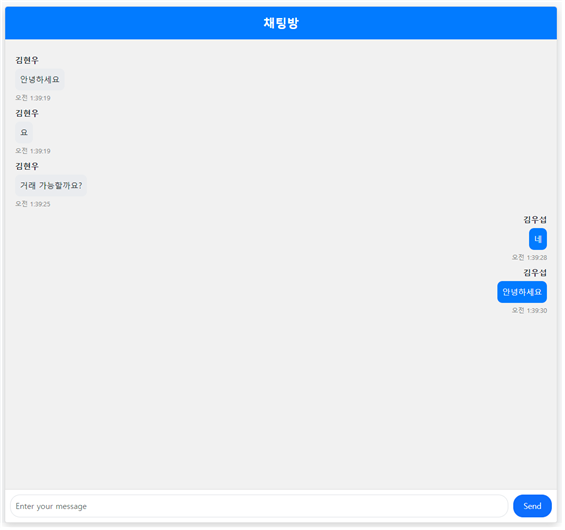 채팅방
김현우
안녕하세요
오전 1:39:19
김현우
요
오전 1:39:19
김현우
거래 가능할까요?
오전 1:39:25
김우섭
네
오전 1:39:28
김우섭
안녕하세요
오전 1:39:30
Enter your message
Send